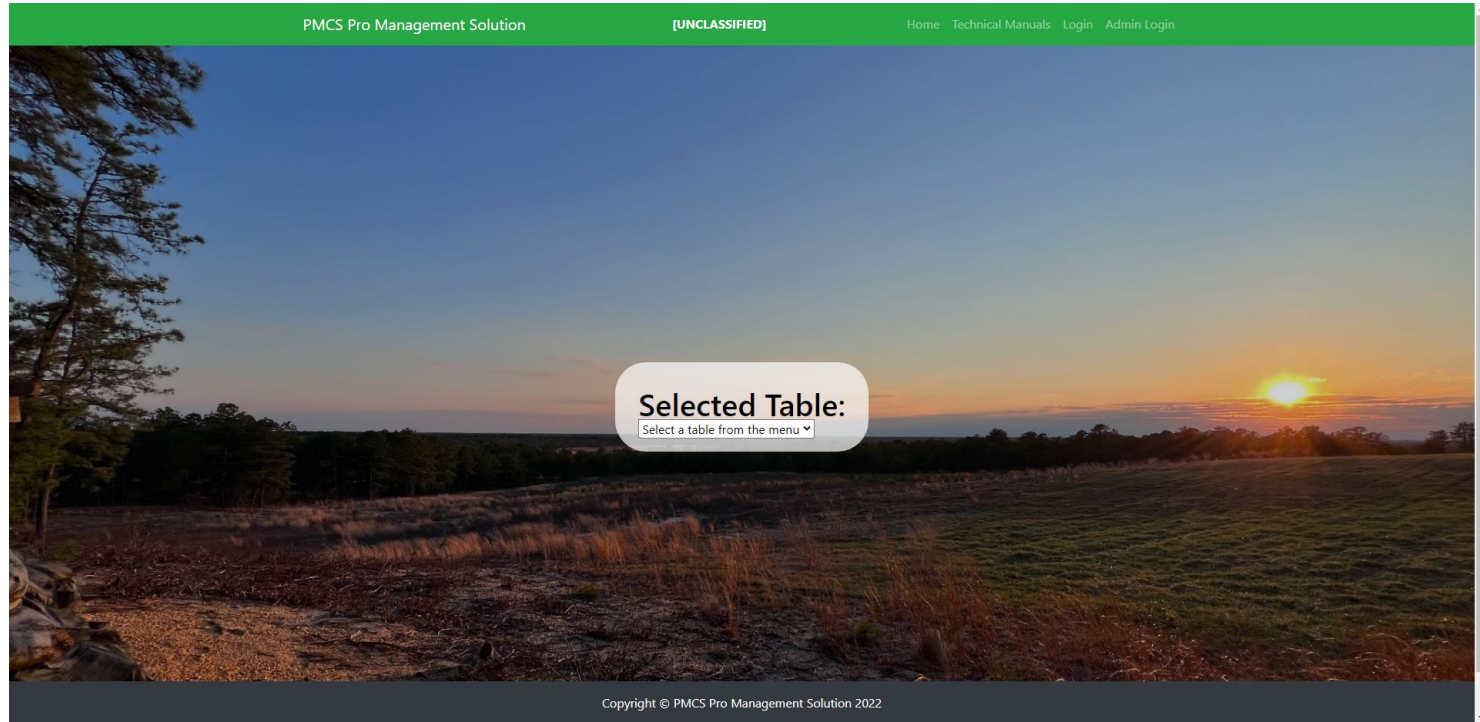 PMCS Pro Management Solution [UNCLASSIFIED] Home Technical Manuals Login Admin Login
Selected Table:
Select a table from the menu
Copyright © PMCS Pro Management Solution 2022